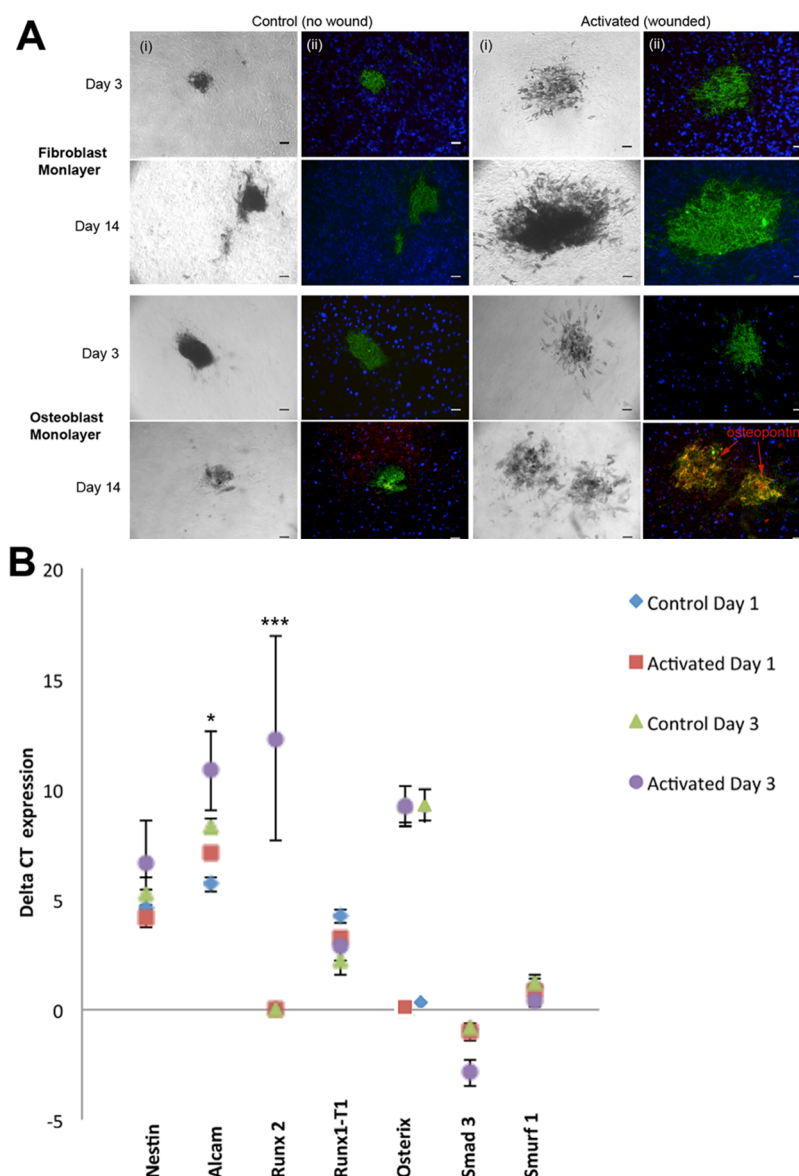 A
Control (no wound)
Activated (wounded)
(i)
(ii)
(i)
(ii)
Day 3
Fibroblast
Monlayer
Day 14
Day 3
Osteoblast
Monolayer
Day 14
osteopontin
B
Delta CT expression
20
15
10
5
0
-5
*
***
Nestin
Alcam
Runx 2
Runx1-T1
Osterix
Smad 3
Smurf 1
Control Day 1
Activated Day 1
Control Day 3
Activated Day 3